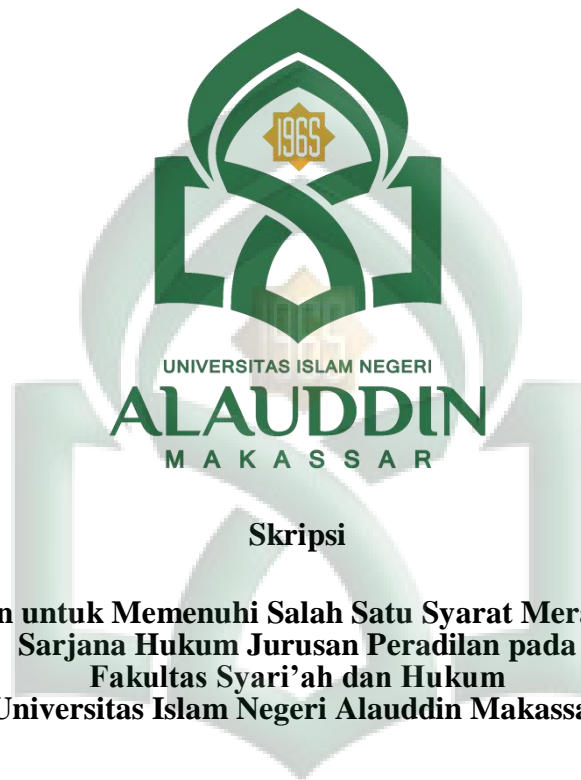 1965
1965
UNIVERSITAS ISLAM NEGERI
ALAUDDIN
MAKASSAR
Skripsi
untuk Memenuhi Salah Satu Syarat
Sarjana Hukum Jurusan Peradilan pada
Fakultas Syari’ah dan Hukum
Universitas Islam Negeri Alauddin